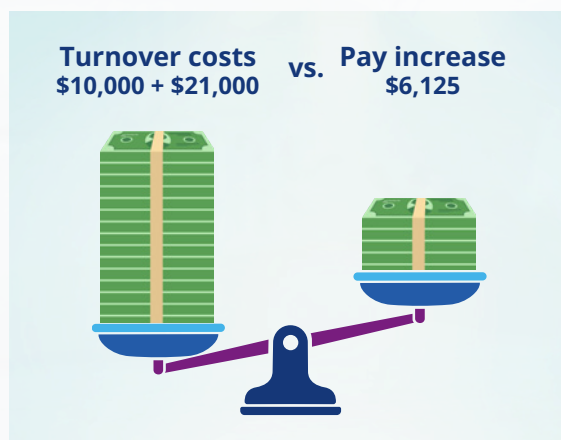 Turnover costs
$10,000 + $21,000
vs.
Pay increase
$6,125